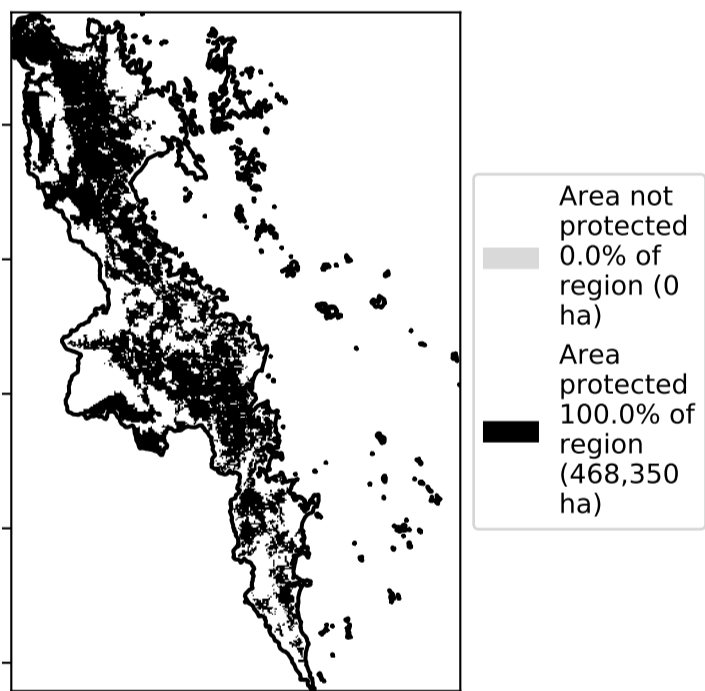 Area not
protected
0.0% of
region (0
ha)
Area
protected
100.0% of
region
(468,350
ha)